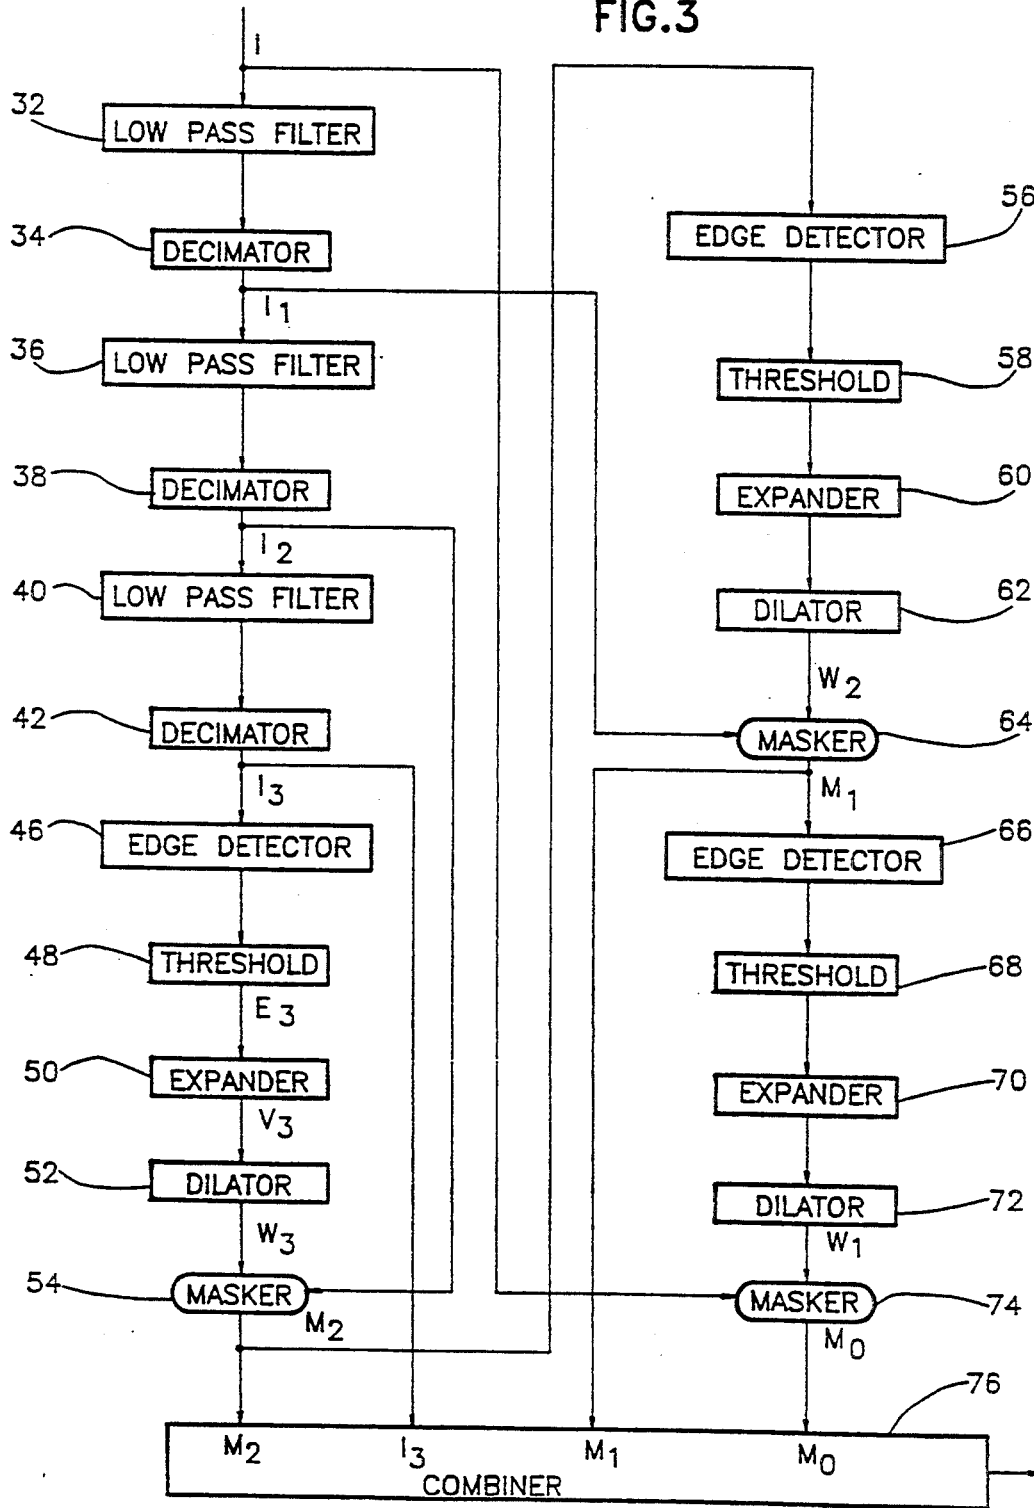 FIG.3
I
32
LOW PASS FILTER
34
DECIMATOR
I1
36
LOW PASS FILTER
38
DECIMATOR
I2
40
LOW PASS FILTER
42
DECIMATOR
I3
46
EDGE DETECTOR
48
THRESHOLD
E3
50
EXPANDER
V3
52
DILATOR
W3
54
MASKER
M2
56
EDGE DETECTOR
58
THRESHOLD
60
EXPANDER
62
DILATOR
W2
64
MASKER
M1
66
EDGE DETECTOR
68
THRESHOLD
70
EXPANDER
72
DILATOR
W1
74
MASKER
M0
76
M2 I3 M1 M0
COMBINER